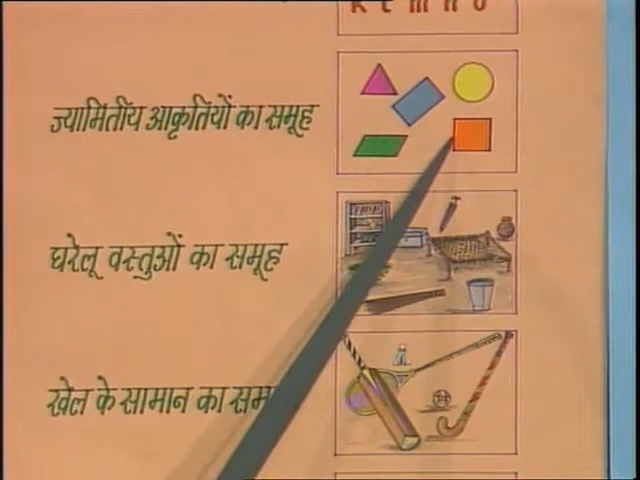 ज्यामितीय आकृतियों का समूह
घरेलू वस्तुओं का समूह
खेल के सामान का